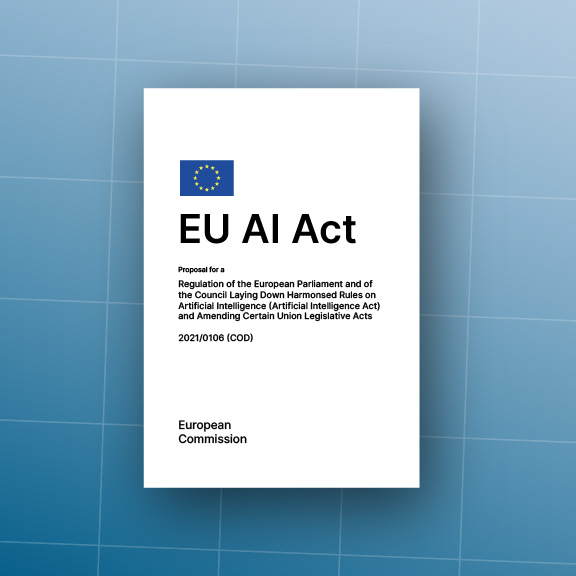 EU AI Act
Proposal for a
Regulation of the European Parliament and of
the Council Laying Down Harmonsed Rules on
Artificial Intelligence (Artificial Intelligence Act)
and Amending Certain Union Legislative Acts
2021/0106 (COD)
European
Commission